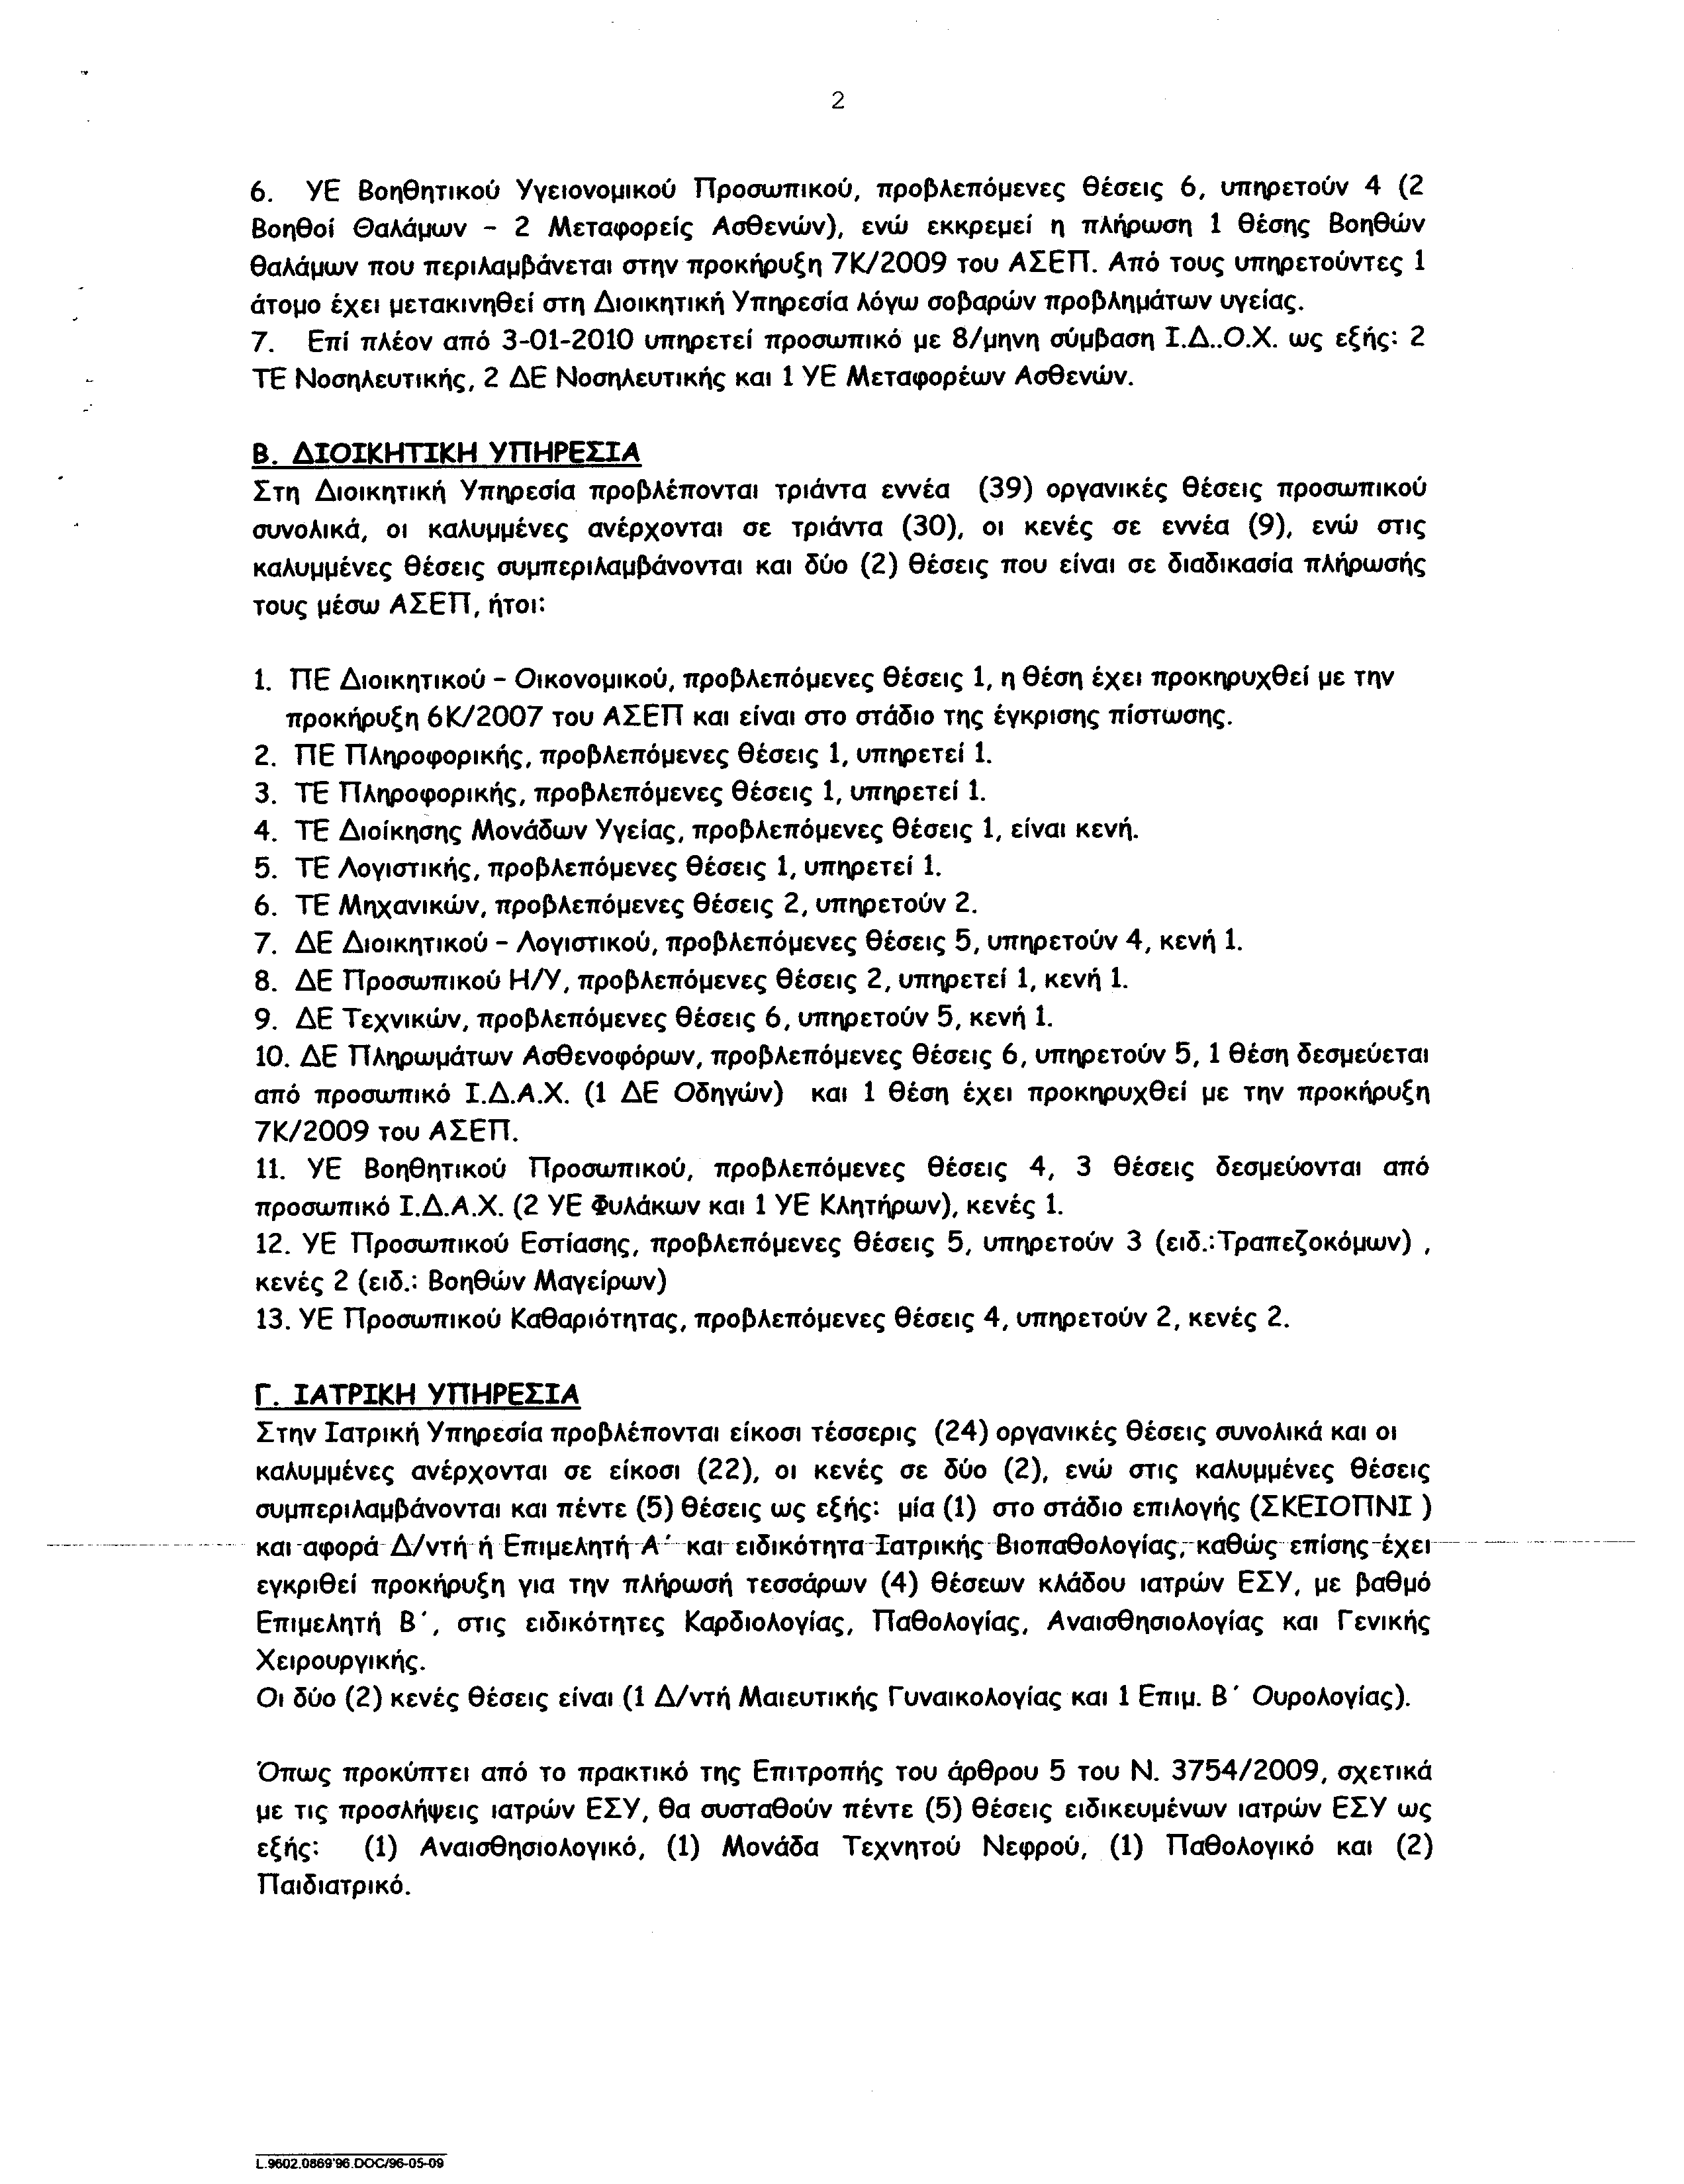 2
6. ΥΕ Βοηθητικού Υγειονομικού Προσωπικού, προβλεπόμενες θέσεις 6, υπηρετούν 4 (2
Βοηθοί Θαλάμων - 2 Μεταφορείς Ασθενών), ενώ εκκρεμεί η πλήρωση 1 θέσης Βοηθών
θαλάμων που περιλαμβάνεται στην προκήρυξη 7Κ/2009 του ΑΣΕΠ. Από τους υπηρετούντες 1
άτομο έχει μετακινηθεί στη Διοικητική Υπηρεσία λόγω σοβαρών προβλημάτων υγείας.
7. Επί πλέον από 3-01-2010 υπηρετεί προσωπικό με 8/μηνη σύμβαση Ι.Δ..Ο.Χ. ως εξής: 2
ΤΕ Νοσηλευτικής, 2 ΔΕ Νοσηλευτικής και 1 ΥΕ Μεταφορέων Ασθενών.
Β. ΔΙΟΙΚΗΤΙΚΗ ΥΠΗΡΕΣΙΑ
Στη Διοικητική Υπηρεσία προβλέπονται τριάντα εννέα (39) οργανικές θέσεις προσωπικού
συνολικά, οι καλυμμένες ανέρχονται σε τριάντα (30), οι κενές σε εννέα (9), ενώ στις
καλυμμένες θέσεις συμπεριλαμβάνονται και δύο (2) θέσεις που είναι σε διαδικασία πλήρωσής
τους μέσω ΑΣΕΠ, ήτοι:
1. ΠΕ Διοικητικού - Οικονομικού, προβλεπόμενες θέσεις 1, η θέση έχει προκηρυχθεί με την
προκήρυξη 6Κ/2007 του ΑΣΕΠ και είναι στο στάδιο της έγκρισης πίστωσης.
2. ΠΕ Πληροφορικής, προβλεπόμενες θέσεις 1, υπηρετεί 1.
3. ΤΕ Πληροφορικής, προβλεπόμενες θέσεις 1, υπηρετεί 1.
4. ΤΕ Διοίκησης Μονάδων Υγείας, προβλεπόμενες θέσεις 1, είναι κενή.
5. ΤΕ Λογιστικής, προβλεπόμενες θέσεις 1, υπηρετεί 1.
6. ΤΕ Μηχανικών, προβλεπόμενες θέσεις 2, υπηρετούν 2.
7. ΔΕ Διοικητικού - Λογιστικού, προβλεπόμενες θέσεις 5, υπηρετούν 4, κενή 1.
8. ΔΕ Προσωπικού Η/Υ, προβλεπόμενες θέσεις 2, υπηρετεί 1, κενή 1.
9. ΔΕ Τεχνικών, προβλεπόμενες θέσεις 6, υπηρετούν 5, κενή 1.
10. ΔΕ Πληρωμάτων Ασθενοφόρων, προβλεπόμενες θέσεις 6, υπηρετούν 5, 1 θέση δεσμεύεται
από προσωπικό Ι.Δ.Α.Χ. (1 ΔΕ Οδηγών) και 1 θέση έχει προκηρυχθεί με την προκήρυξη
7Κ/2009 του ΑΣΕΠ.
11. ΥΕ Βοηθητικού Προσωπικού, προβλεπόμενες θέσεις 4, 3 θέσεις δεσμεύονται από
προσωπικό Ι.Δ.Α.Χ. (2 ΥΕ Φυλάκων και 1 ΥΕ Κλητήρων), κενές 1.
12. ΥΕ Προσωπικού Εστίασης, προβλεπόμενες θέσεις 5, υπηρετούν 3 (ειδ.:Τραπεζοκόμων) ,
κενές 2 (ειδ.: Βοηθών Μαγείρων)
13. ΥΕ Προσωπικού Καθαριότητας, προβλεπόμενες θέσεις 4, υπηρετούν 2, κενές 2.
Γ. ΙΑΤΡΙΚΗ ΥΠΗΡΕΣΙΑ
Στην Ιατρική Υπηρεσία προβλέπονται είκοσι τέσσερις (24) οργανικές θέσεις συνολικά και οι
καλυμμένες ανέρχονται σε είκοσι (22), οι κενές σε δύο (2), ενώ στις καλυμμένες θέσεις
συμπεριλαμβάνονται και πέντε (5) θέσεις ως εξής: μία (1) στο στάδιο επιλογής (ΣΚΕΙΟΠΝΙ )
και αφορά Δ/ντή ή Επιμελητή Α΄ και ειδικότητα Ιατρικής Βιοπαθολογίας, καθώς επίσης έχει
εγκριθεί προκήρυξη για την πλήρωσή τεσσάρων (4) θέσεων κλάδου ιατρών ΕΣΥ, με βαθμό
Επιμελητή Β΄, στις ειδικότητες Καρδιολογίας, Παθολογίας, Αναισθησιολογίας και Γενικής
Χειρουργικής.
Οι δύο (2) κενές θέσεις είναι (1 Δ/ντή Μαιευτικής Γυναικολογίας και 1 Επιμ. Β΄ Ουρολογίας).
Όπως προκύπτει από το πρακτικό της Επιτροπής του άρθρου 5 του Ν. 3754/2009, σχετικά
με τις προσλήψεις ιατρών ΕΣΥ, θα συσταθούν πέντε (5) θέσεις ειδικευμένων ιατρών ΕΣΥ ως
εξής: (1) Αναισθησιολογικό, (1) Μονάδα Τεχνητού Νεφρού, (1) Παθολογικό και (2)
Παιδιατρικό.
L.9602.0869'96.DOC/96-05-09